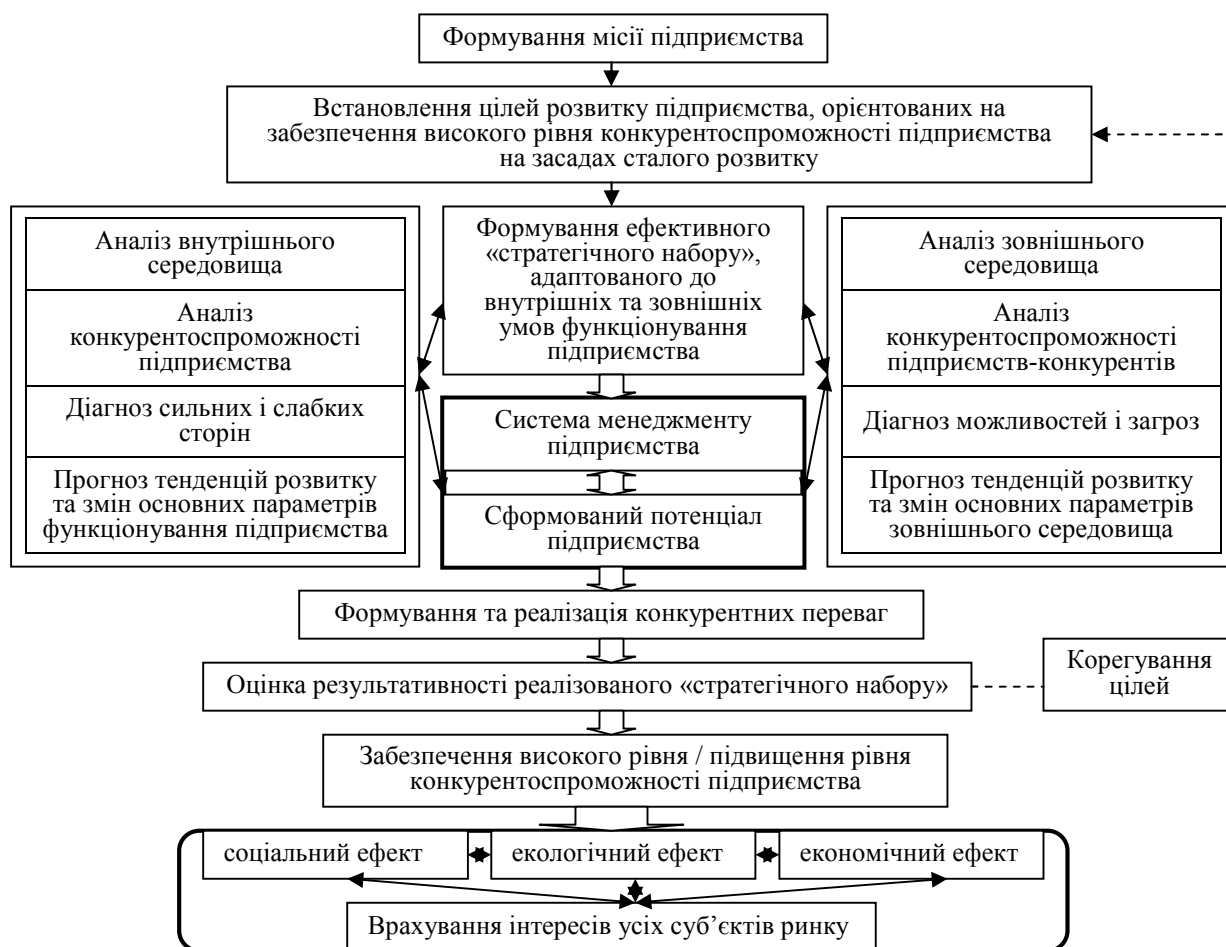 Формування місії підприємства
Встановлення цілей розвитку підприємства, орієнтованих на
забезпечення високого рівня конкурентоспроможності підприємства
на засадах сталого розвитку
Аналіз внутрішнього
середовища
Аналіз
конкурентоспроможності
підприємства
Діагноз сильних і слабких
сторін
Прогноз тенденцій розвитку
та змін основних параметрів
функціонування підприємства
Формування ефективного
«стратегічного набору»,
адаптованого до
внутрішніх та зовнішніх
умов функціонування
підприємства
Система менеджменту
підприємства
Сформований потенціал
підприємства
Аналіз зовнішнього
середовища
Аналіз
конкурентоспроможності
підприємств-конкурентів
Діагноз можливостей і загроз
Прогноз тенденцій розвитку
та змін основних параметрів
зовнішнього середовища
Формування та реалізація конкурентних переваг
Оцінка результативності реалізованого «стратегічного набору»
Корегування
цілей
Забезпечення високого рівня / підвищення рівня
конкурентоспроможності підприємства
соціальний ефект
екологічний ефект
економічний ефект
Врахування інтересів усіх суб’єктів ринку